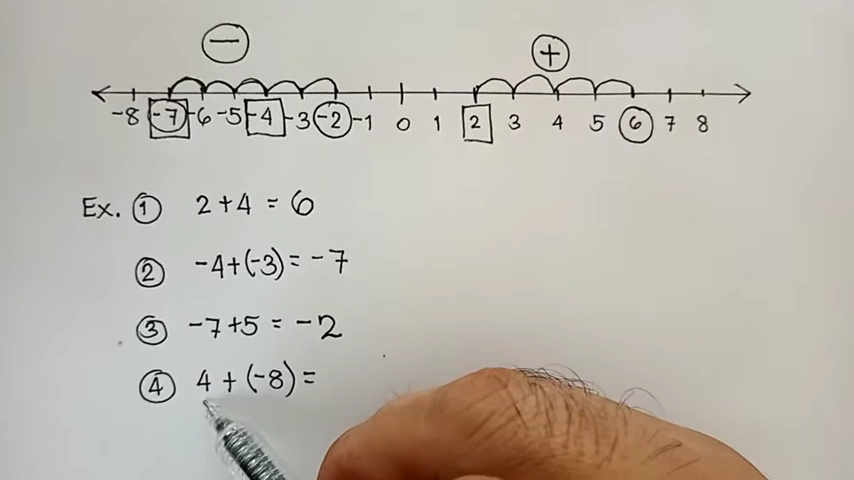 − +
-8 -7 -6 -5 -4 -3 -2 -1 0 1 2 3 4 5 6 7 8
Ex. ① 2+4 = 6
② -4+(-3) = -7
③ -7+5 = -2
④ 4+(-8) =